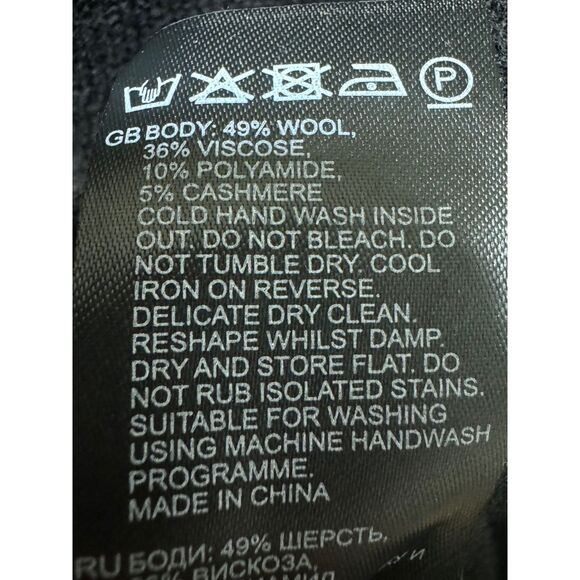 P
GB BODY: 49% WOOL,
36% VISCOSE,
10% POLYAMIDE,
5% CASHMERE
COLD HAND WASH INSIDE
OUT. DO NOT BLEACH. DO
NOT TUMBLE DRY. COOL
IRON ON REVERSE.
DELICATE DRY CLEAN.
RESHAPE WHILST DAMP.
DRY AND STORE FLAT. DO
NOT RUB ISOLATED STAINS.
SUITABLE FOR WASHING
USING MACHINE HANDWASH
PROGRAMME.
MADE IN CHINA
RU БОДИ: 49% ШЕРСТЬ,
ВИСКОЗА,